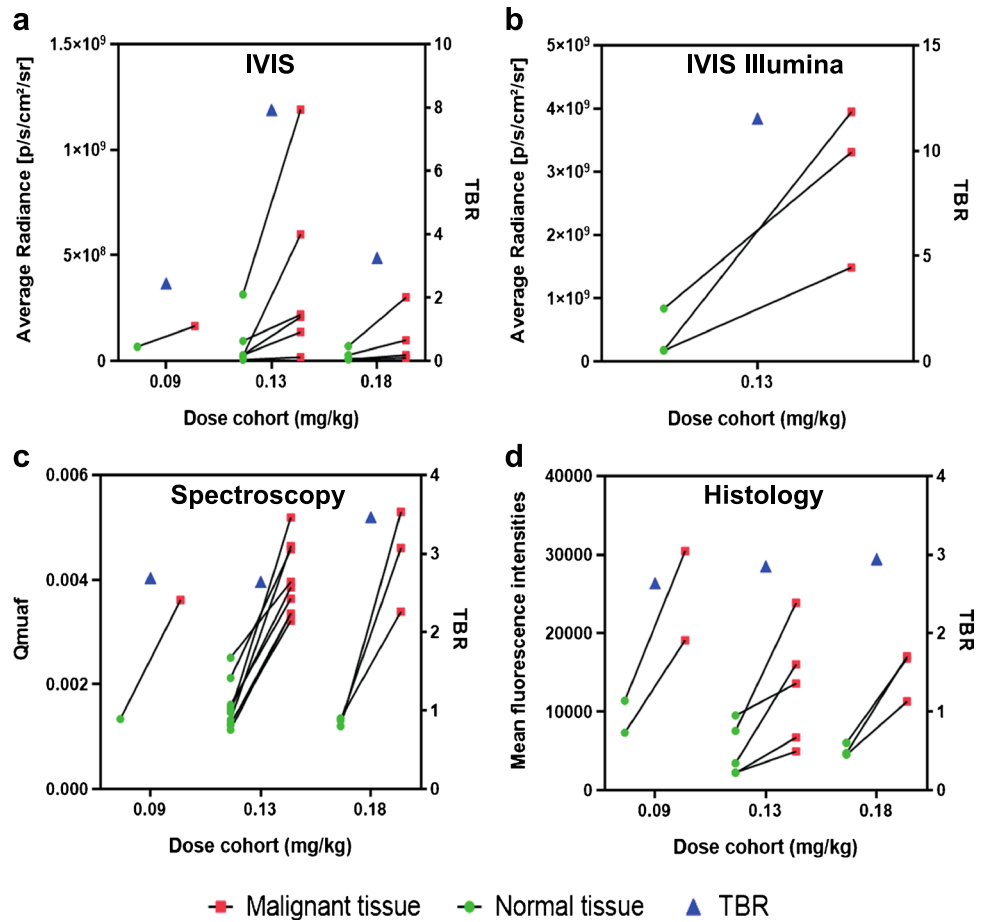 a
IVIS
1.5×10⁹
1×10⁹
5×10⁸
0
Average Radiance [p/s/cm²/sr]
10
8
6
4
2
0
TBR
0.09 0.13 0.18
Dose cohort (mg/kg)
b
IVIS Illumina
5×10⁹
4×10⁹
3×10⁹
2×10⁹
1×10⁹
0
Average Radiance [p/s/cm²/sr]
15
10
5
0
TBR
0.13
Dose cohort (mg/kg)
c
Spectroscopy
0.006
0.004
0.002
0.000
Qmuaf
4
3
2
1
0
TBR
0.09 0.13 0.18
Dose cohort (mg/kg)
d
Histology
40000
30000
20000
10000
0
Mean fluorescence intensities
4
3
2
1
0
TBR
0.09 0.13 0.18
Dose cohort (mg/kg)
Malignant tissue Normal tissue TBR